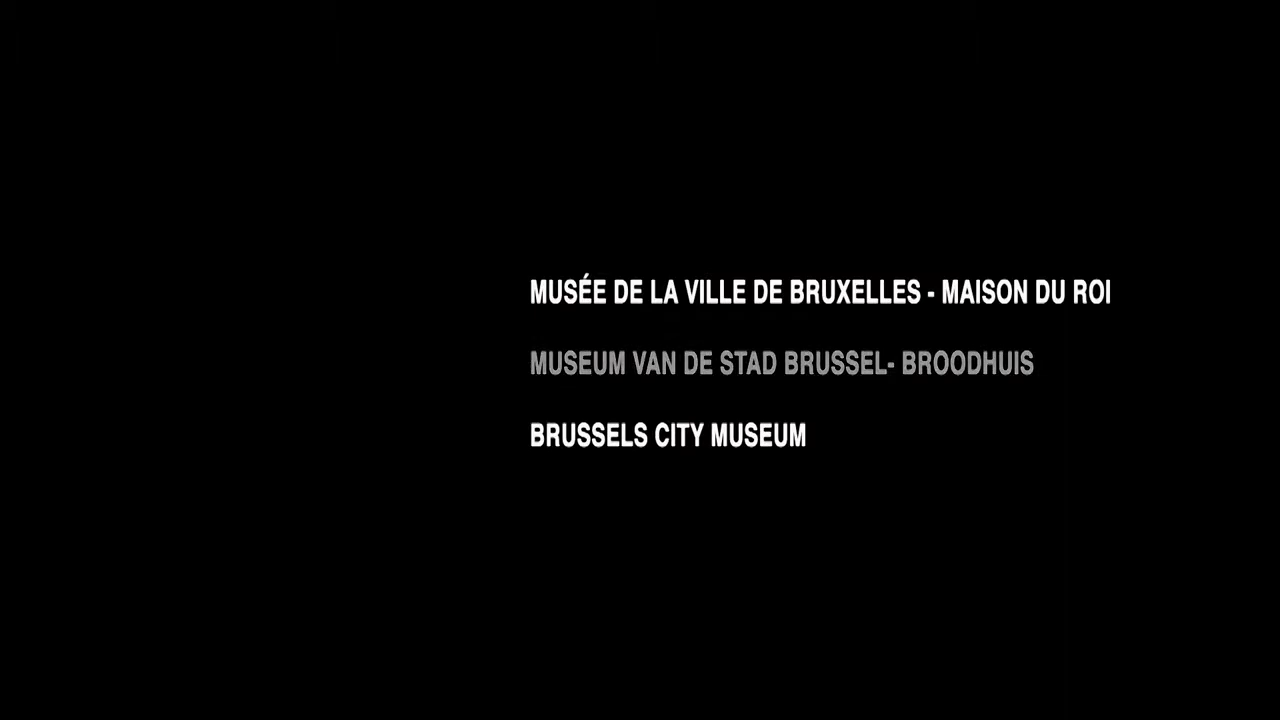 MUSÉE DE LA VILLE DE BRUXELLES - MAISON DU ROI
MUSEUM VAN DE STAD BRUSSEL- BROODHUIS
BRUSSELS CITY MUSEUM